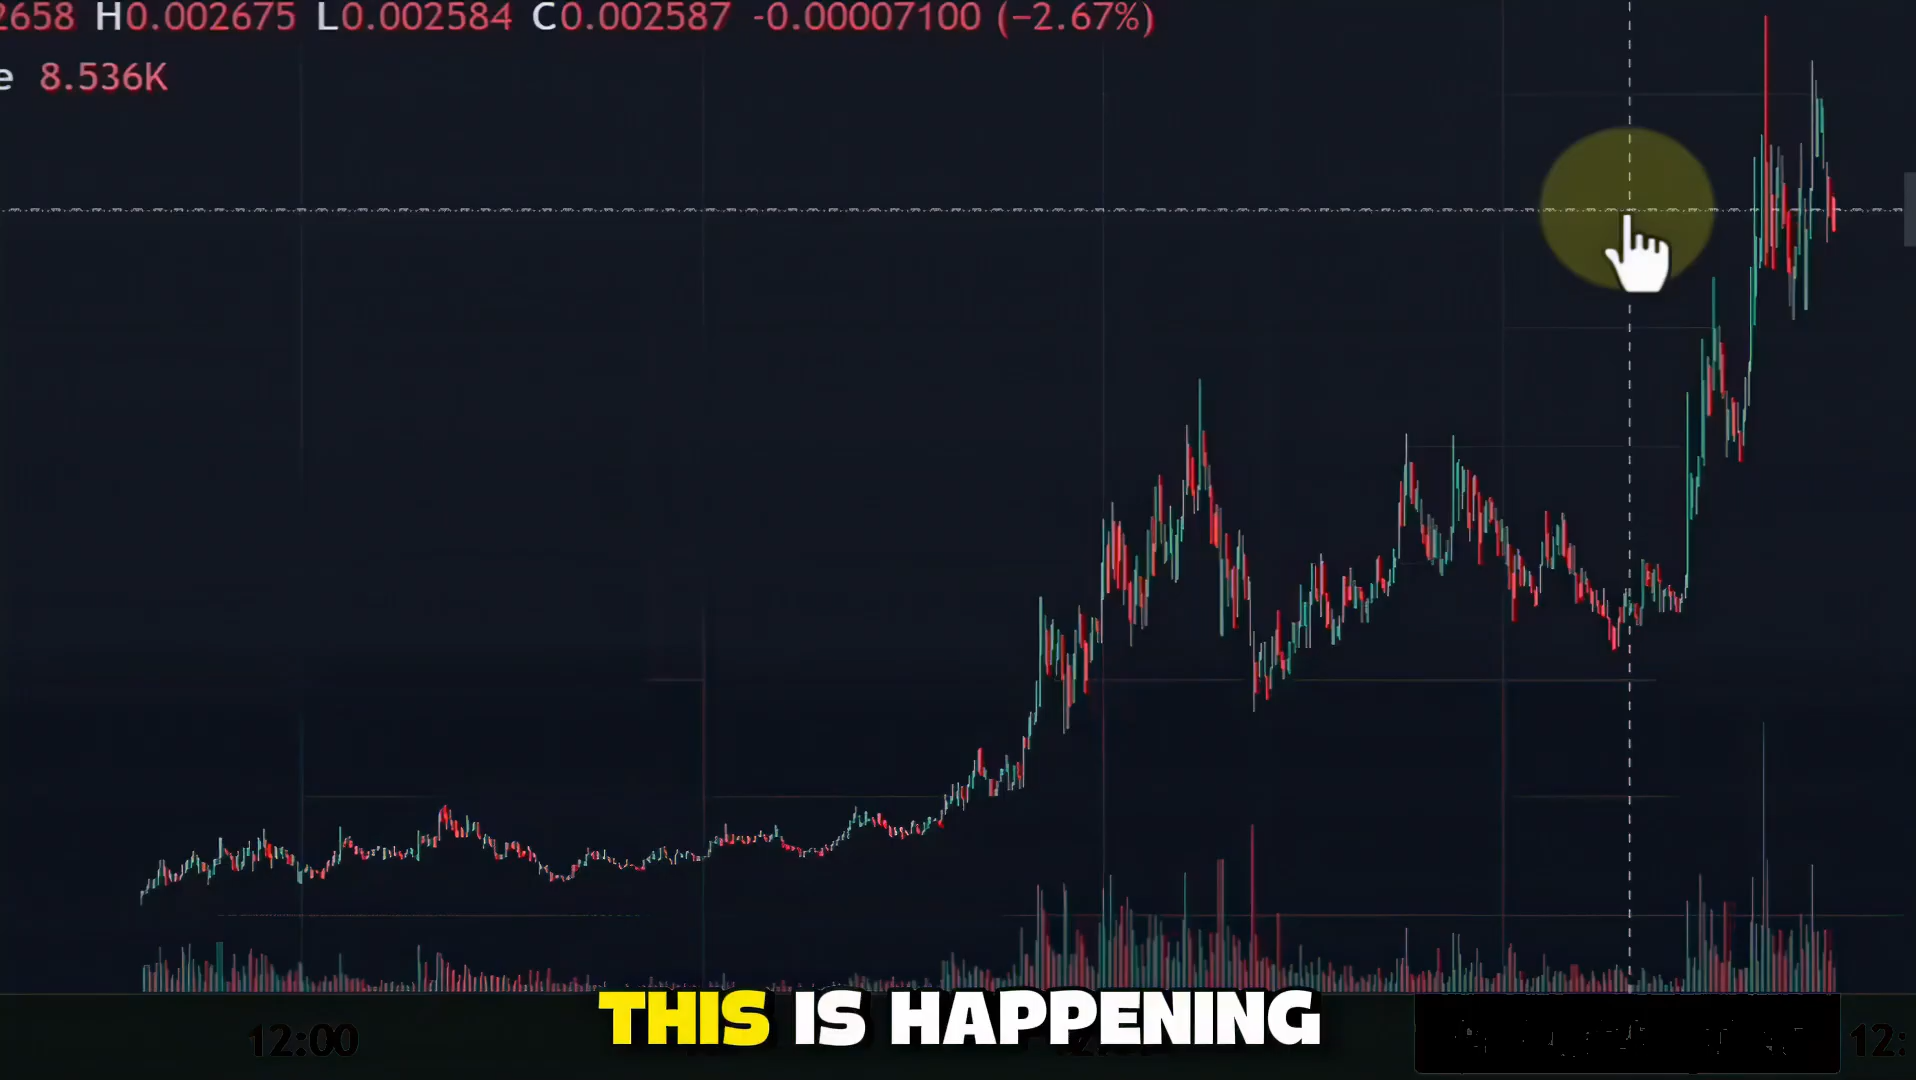 2658 H0.002675 L0.002584 C0.002587 -0.00007100 (−2.67%)
e 8.536K
THIS IS HAPPENING
12:00
12: